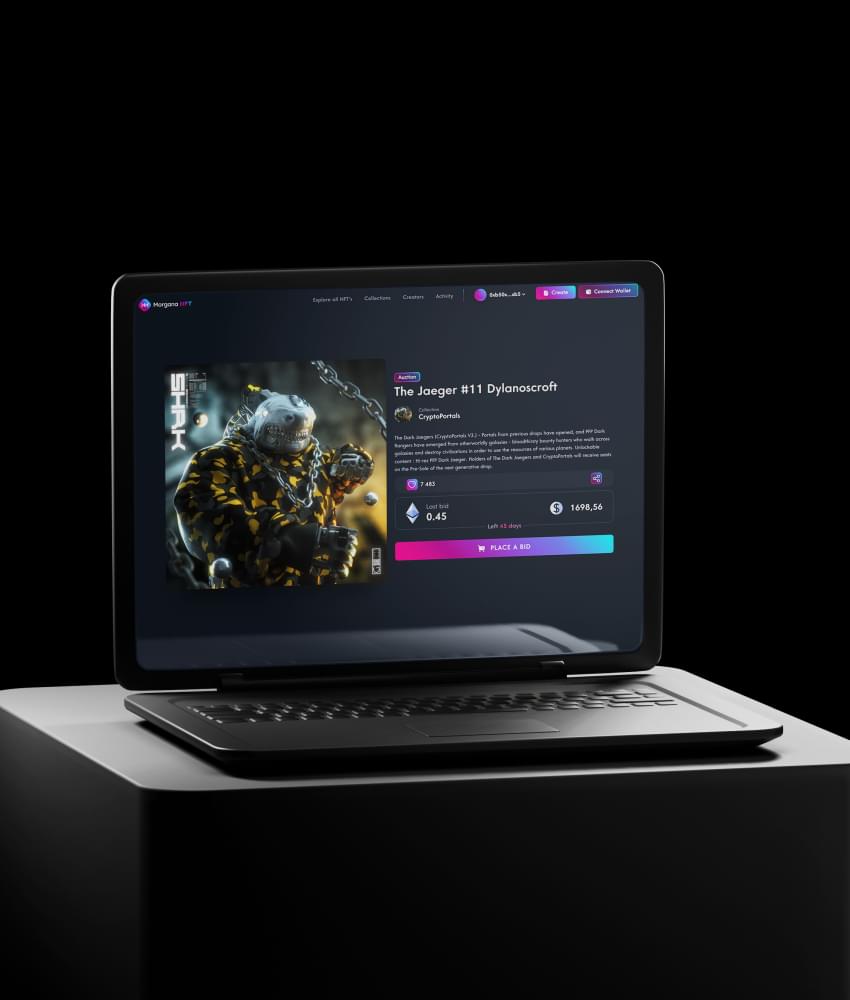 Morgana NFT
Explore all NFT's
Collections
Creators
Activity
Create
Connect Wallet
SHRK
Auction
The Jaeger #11 Dylanoscroft
Collection
CryptoPortals
The Dark Jaegers (CryptoPortals V3.) - Portals from previous drops have opened, and PFP Dark
Rangers have emerged from otherworldly galaxies - bloodthirsty bounty hunters who walk across
galaxies and destroy civilisations in order to use the resources of various planets. Unlockable
content : Hi-res PFP Dark Jaeger. Holders of The Dark Jaegers and CryptoPortals will receive seats
on the Pre-Sale of the next generative drop.
7 483
Last bid
0.45
1698,56
Left 45 days
PLACE A BID